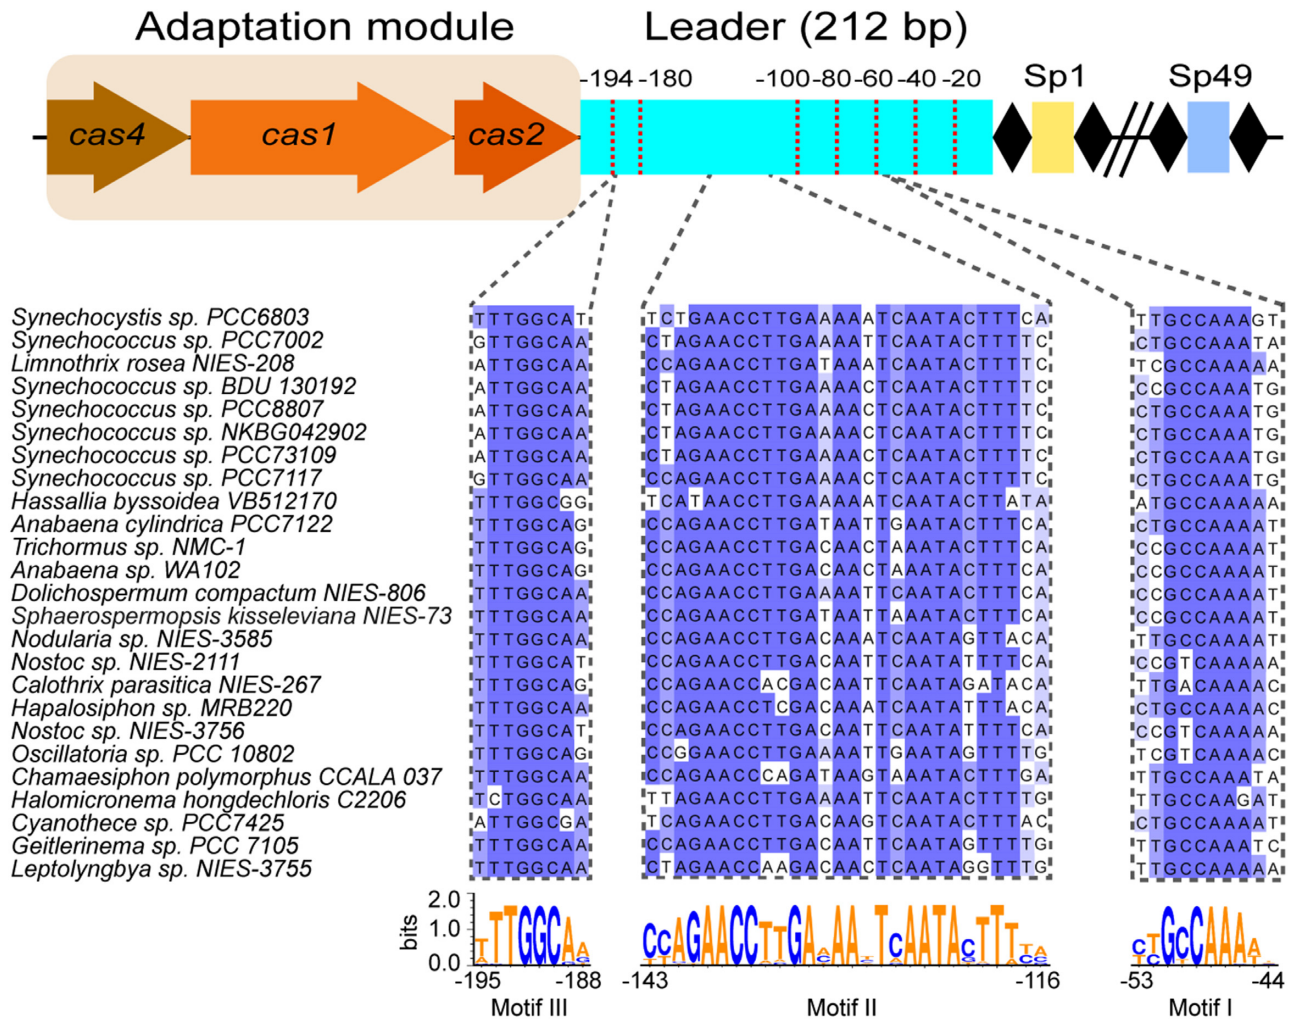 Adaptation module
Leader (212 bp)
-194 -180 -100 -80 -60 -40 -20 Sp1 Sp49
cas4 cas1 cas2
Synechocystis sp. PCC6803 TTTGGCAT TCTGAACCTTGAAAAATCAATACTTTCA TTGCCAAAGT
Synechococcus sp. PCC7002 GTTGGCAA CTAGAACCTTGAAAATTCAATACTTTTC CTGCCAAATA
Limnothrix rosea NIES-208 ATTGGCAA CCAGAACCTTGATAAATCAATACTTTTC TCGCCAAAAA
Synechococcus sp. BDU 130192 ATTGGCAA CTAGAACCTTGAAAACTCAATACTTTTC CCGCCAAATG
Synechococcus sp. PCC8807 ATTGGCAA CTAGAACCTTGAAAACTCAATACTTTTC CTGCCAAATG
Synechococcus sp. NKBG042902 ATTGGCAA CTAGAACCTTGAAAACTCAATACTTTTC CTGCCAAATG
Synechococcus sp. PCC73109 ATTGGCAA CTAGAACCTTGAAAACTCAATACTTTTC CTGCCAAATG
Synechococcus sp. PCC7117 GTTGGCAA CCAGAACCTTGAAAACTCAATACTTTTC CTGCCAAATG
Hassallia byssoidea VB512170 TTTGGCGG TCATAACCTTGAAAAATCAATACTTATA ATGCCAAAAA
Anabaena cylindrica PCC7122 TTTGGCAG CCAGAACCTTGATAATTGAATACTTTCA CTGCCAAAAT
Trichormus sp. NMC-1 TTTGGCAG CCAGAACCTTGACAACTAAATACTTTCA CCGCCAAAAT
Anabaena sp. WA102 TTTGGCAG CCAGAACCTTGACAACTAAATACTTTCA CCGCCAAAAT
Dolichospermum compactum NIES-806 TTTGGCAA CCAGAACCTTGAAAATTCAATACTTTCA CCGCCAAAAT
Sphaerospermopsis kisseleviana NIES-73 TTTGGCAA CCAGAACCTTGATAATTAAATACTTTCA CCGCCAAAAT
Nodularia sp. NIES-3585 TTTGGCAA CCAGAACCTTGACAAATCAATAGTTACA TTGCCAAAAT
Nostoc sp. NIES-2111 TTTGGCAT CCAGAACCTTGACAATTCAATATTTTCA CCGTCAAAAA
Calothrix parasitica NIES-267 TTTGGCAG CCAGAACCACGACAATTCAATAGATACA TTGACAAAAC
Hapalosiphon sp. MRB220 TTTGGCAA CCAGAACCTCGACAATTCAATATTTACA CCGCCAAAAC
Nostoc sp. NIES-3756 TTTGGCAT CCAGAACCTTGACAATTCAATATTTTCA CCGTCAAAAA
Oscillatoria sp. PCC 10802 TTTGGCAG CCGGAACCTTGAAAATTGAATAGTTTTG TCGTCAAAAC
Chamaesiphon polymorphus CCALA 037 TTTGGCAA CCAGAACCCAGATAAGTAAATACTTTGA TTGCCAAATA
Halomicronema hongdechloris C2206 TCTGGCAA TTAGAACCTTGAAAATTCAATACTTTTG TTGCCAAGAT
Cyanothece sp. PCC7425 ATTGGCGA TCAGAACCTTGACAAGTCAATACTTTAC CTGCCAAAAT
Geitlerinema sp. PCC 7105 TTTGGCAA CCAGAACCTTGACAATTCAATAGTTTTG TTGCCAAATC
Leptolyngbya sp. NIES-3755 TTTGGCAA CTAGAACCAAGACAACTCAATAGGTTTG TTGCCAAAAA
2.0
bits 1.0
0.0
-195 -188 -143 -116 -53 -44
Motif III Motif II Motif I